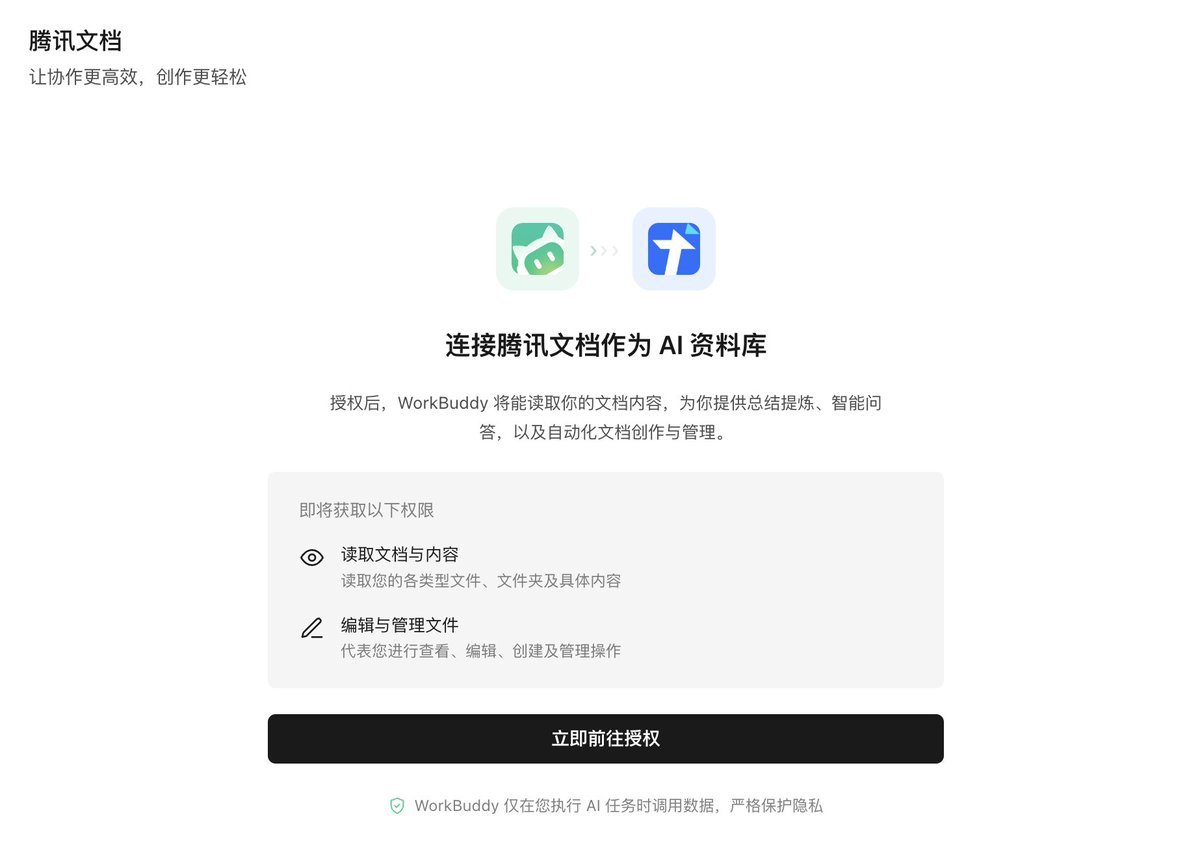 腾讯文档
让协作更高效，创作更轻松
连接腾讯文档作为 AI 资料库
授权后，WorkBuddy 将能读取你的文档内容，为你提供总结提炼、智能问
答，以及自动化文档创作与管理。
即将获取以下权限
读取文档与内容
读取您的各类型文件、文件夹及具体内容
编辑与管理文件
代表您进行查看、编辑、创建及管理操作
立即前往授权
WorkBuddy 仅在您执行 AI 任务时调用数据，严格保护隐私